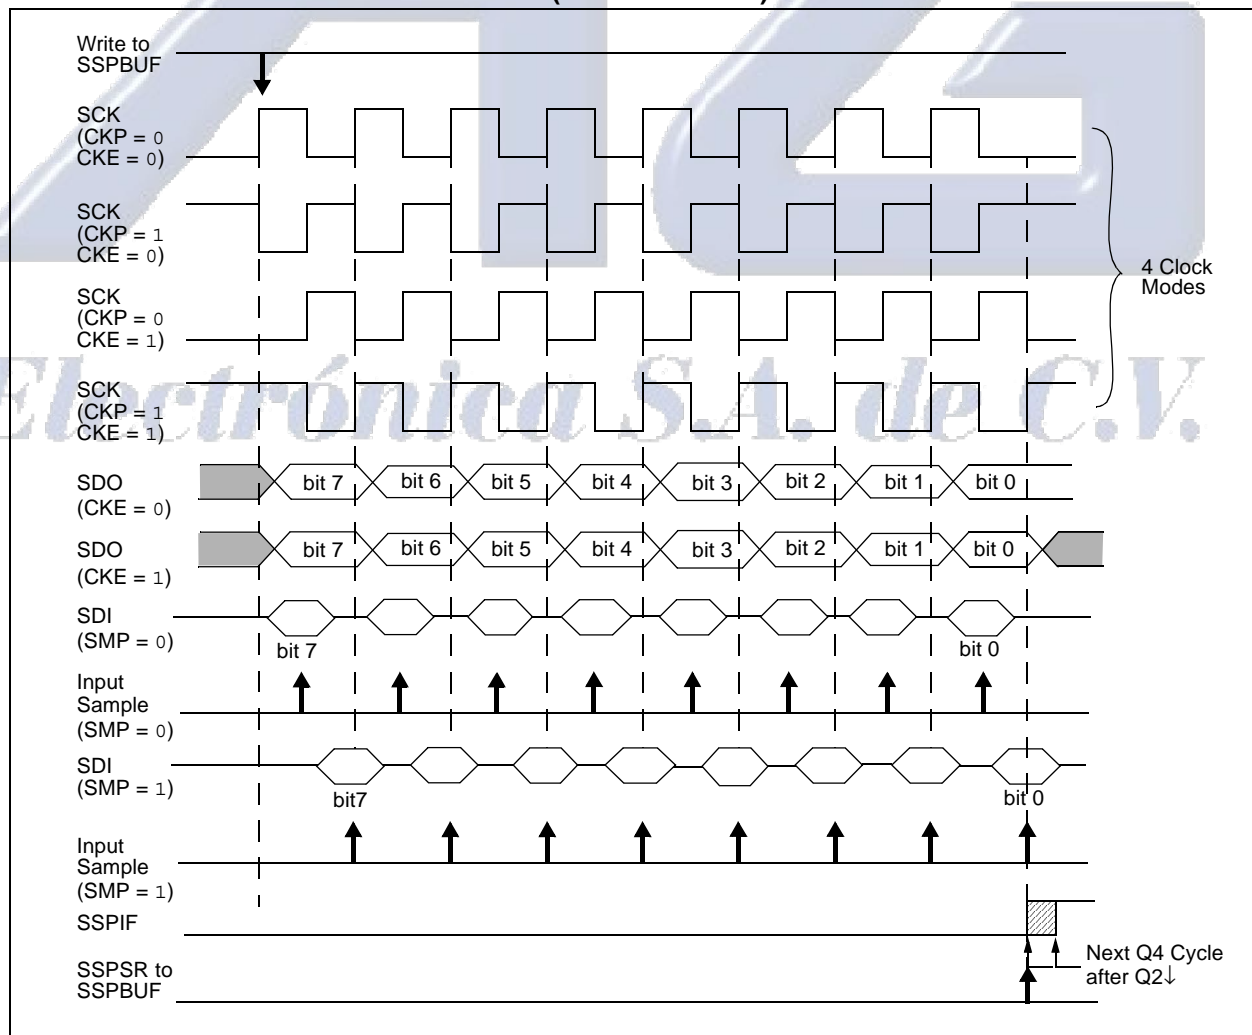 Write to
SSPBUF
SCK
(CKP = 0
CKE = 0)
SCK
(CKP = 1
CKE = 0)
4 Clock
Modes
SCK
(CKP = 0
CKE = 1)
Electrónica S.A. de C.V.
SCK
(CKP = 1
CKE = 1)
SDO
(CKE = 0)
bit 7 bit 6 bit 5 bit 4 bit 3 bit 2 bit 1 bit 0
SDO
(CKE = 1)
bit 7 bit 6 bit 5 bit 4 bit 3 bit 2 bit 1 bit 0
SDI
(SMP = 0)
bit 7 bit 0
Input
Sample
(SMP = 0)
SDI
(SMP = 1)
bit7 bit 0
Input
Sample
(SMP = 1)
SSPIF
Next Q4 Cycle
after Q2↓
SSPSR to
SSPBUF